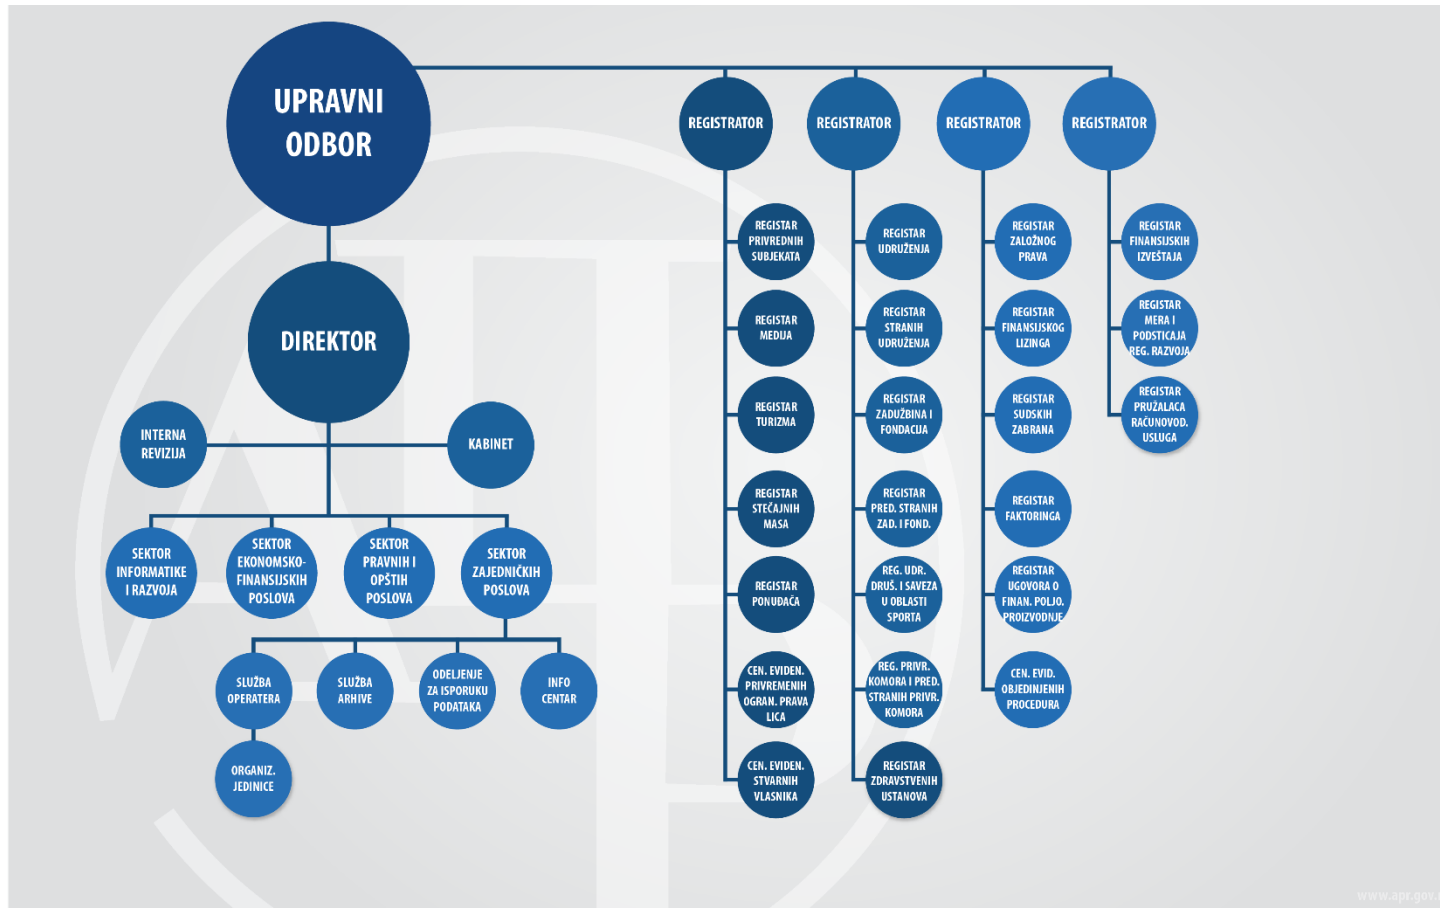 UPRAVNI
ODBOR
DIREKTOR
INTERNA
REVIZIJA
KABINET
SEKTOR
INFORMATIKE
I RAZVOJA
SEKTOR
EKONOMSKO-
FINANSIJSKIH
POSLOVA
SEKTOR
PRAVNIH I
OPŠTIH
POSLOVA
SEKTOR
ZAJEDNIČKIH
POSLOVA
SLUŽBA
OPERATERA
SLUŽBA
ARHIVE
ODELJENJE
ZA ISPORUKU
PODATAKA
INFO
CENTAR
ORGANIZ.
JEDINICE
REGISTRATOR
REGISTAR
PRIVREDNIH
SUBJEKATA
REGISTAR
MEDIJA
REGISTAR
TURIZMA
REGISTAR
STEČAJNIH
MASA
REGISTAR
PONUĐAČA
CEN. EVIDEN.
PRIVREMENIH
OGRAN. PRAVA
LICA
CEN. EVIDEN.
STVARNIH
VLASNIKA
REGISTRATOR
REGISTAR
UDRUŽENJA
REGISTAR
STRANIH
UDRUŽENJA
REGISTAR
ZADUŽBINA I
FONDACIJA
REGISTAR
PRED. STRANIH
ZAD. I FOND.
REG. UDR.
DRUŠ. I SAVEZA
U OBLASTI
SPORTA
REG. PRIVR.
KOMORA I PRED.
STRANIH PRIVR.
KOMORA
REGISTAR
ZDRAVSTVENIH
USTANOVA
REGISTRATOR
REGISTAR
ZALOŽNOG
PRAVA
REGISTAR
FINANSIJSKOG
LIZINGA
REGISTAR
SUDSKIH
ZABRANA
REGISTAR
FAKTORINGA
REGISTAR
UGOVORA O
FINAN. POLJO.
PROIZVODNJE
CEN. EVID.
OBJEDINJENIH
PROCEDURA
REGISTRATOR
REGISTAR
FINANSIJSKIH
IZVEŠTAJA
REGISTAR
MERA I
PODSTICAJA
REG. RAZVOJA
REGISTAR
PRUŽALACA
RAČUNOVOD.
USLUGA
www.apr.gov.